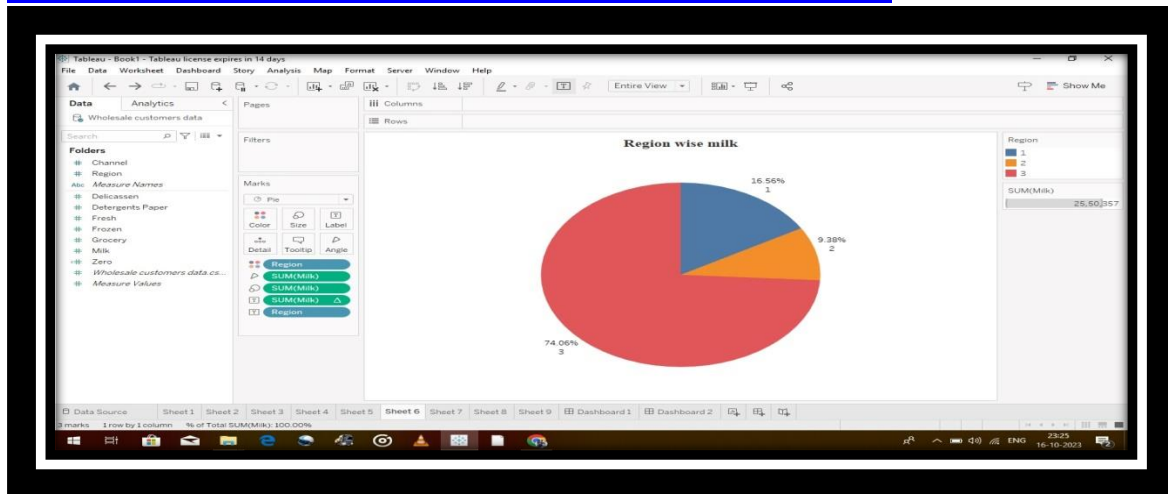 Tableau - Book1 - Tableau license expires in 14 days
File Data Worksheet Dashboard Story Analysis Map Format Server Window Help
Entire View
Show Me
Data Analytics
Wholesale customers data
Search
Folders
# Channel
# Region
Abc Measure Names
# Delicassen
# Detergents Paper
# Fresh
# Frozen
# Grocery
# Milk
# Zero
# Wholesale customers data.cs...
# Measure Values
Pages
Filters
Marks
Pie
Color Size Label
Detail Tooltip Angle
Region
SUM(Milk)
SUM(Milk)
SUM(Milk)
Region
Columns
Rows
Region wise milk
16.56%
1
9.38%
2
74.06%
3
Region
1
2
3
SUM(Milk)
25,50,357
Data Source Sheet 1 Sheet 2 Sheet 3 Sheet 4 Sheet 5 Sheet 6 Sheet 7 Sheet 8 Sheet 9 Dashboard 1 Dashboard 2
3 marks 1 row by 1 column % of Total SUM(Milk): 100.00%
ENG
23:25
16-10-2023